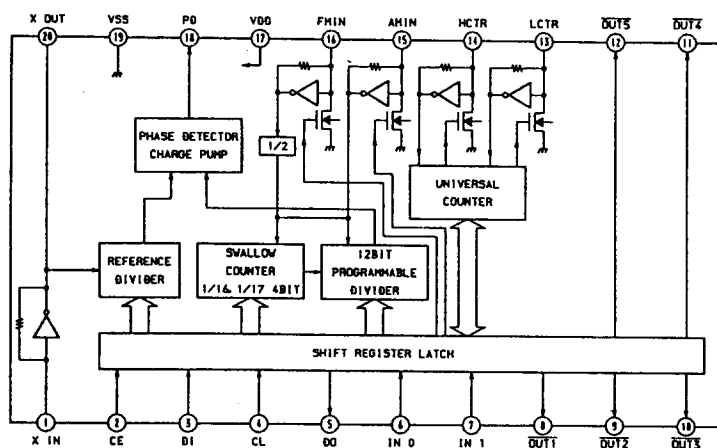 X OUT VSS PD VDD FMIN AMIN HCTR LCTR OUT5 OUT4
20 19 18 17 16 15 14 13 12 11
PHASE DETECTOR
CHARGE PUMP
1/2
UNIVERSAL
COUNTER
REFERENCE
DIVIDER
SWALLOW
COUNTER
1/16& 1/17 4BIT
12BIT
PROGRAMMABLE
DIVIDER
SHIFT REGISTER LATCH
1 2 3 4 5 6 7 8 9 10
X IN CE DI CL DO IN 0 IN 1 OUT1 OUT2 OUT3